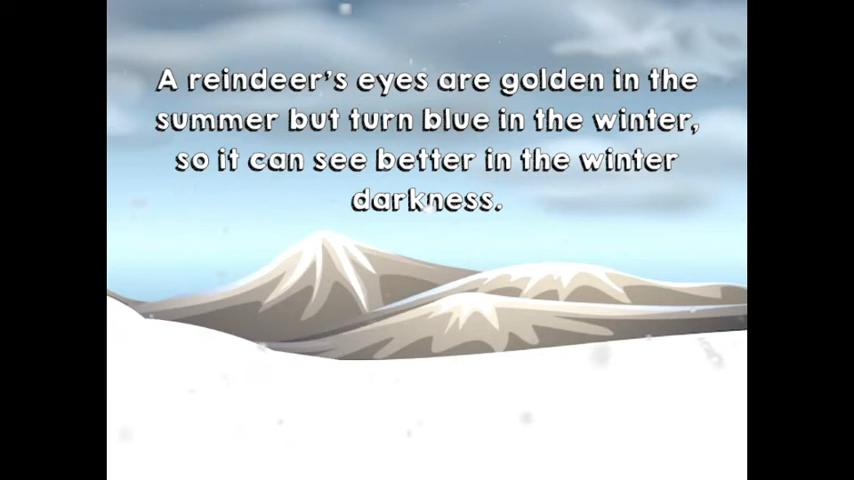 A reindeer's eyes are golden in the
summer but turn blue in the winter,
so it can see better in the winter
darkness.